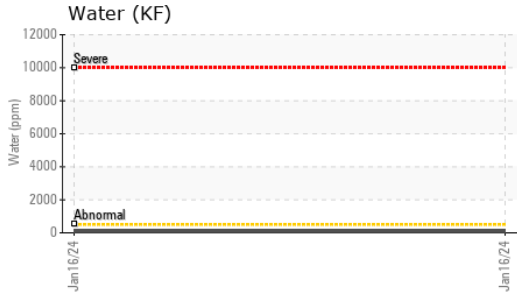 Water (KF)
12000
10000
8000
6000
4000
2000
0
Water (ppm)
Severe
Abnormal
Jan16/24
Jan16/24